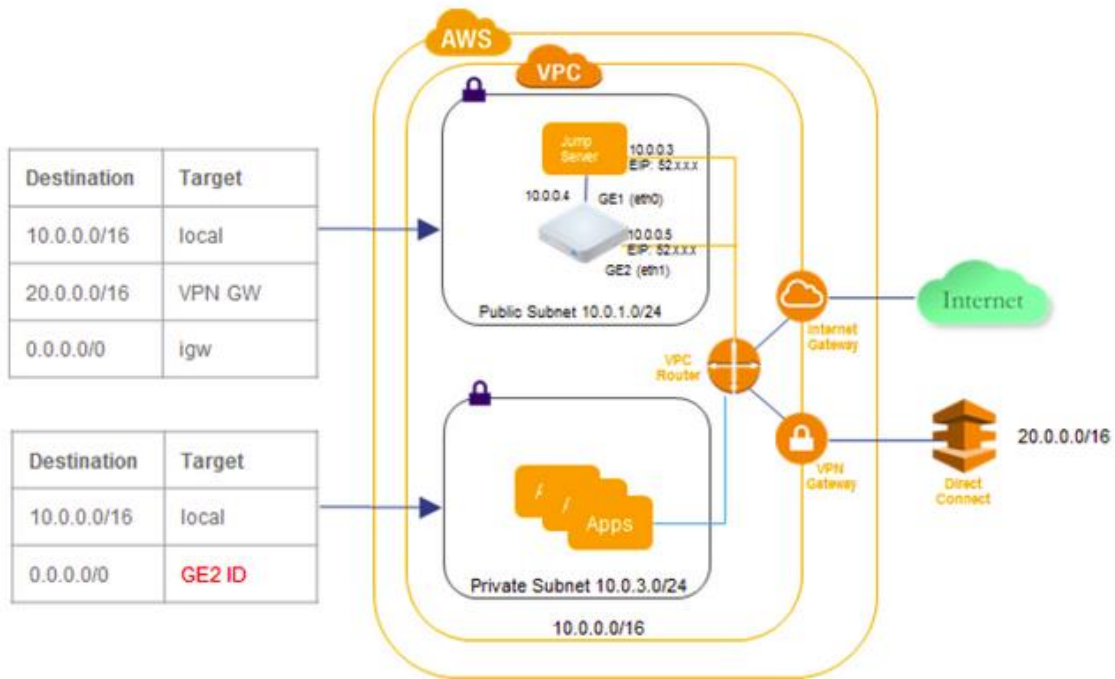 AWS
VPC
Jump
Server
10.0.0.3
EIP: 52.x.x.x
10.0.0.4
GE1 (eth0)
10.0.0.5
EIP: 52.x.x.x
GE2 (eth1)
Public Subnet 10.0.1.0/24
Destination Target
10.0.0.0/16 local
20.0.0.0/16 VPN GW
0.0.0.0/0 igw
Internet
Gateway
Internet
VPC
Router
VPN
Gateway
Direct
Connect
20.0.0.0/16
Destination Target
10.0.0.0/16 local
0.0.0.0/0 GE2 ID
A
A
Apps
Private Subnet 10.0.3.0/24
10.0.0.0/16